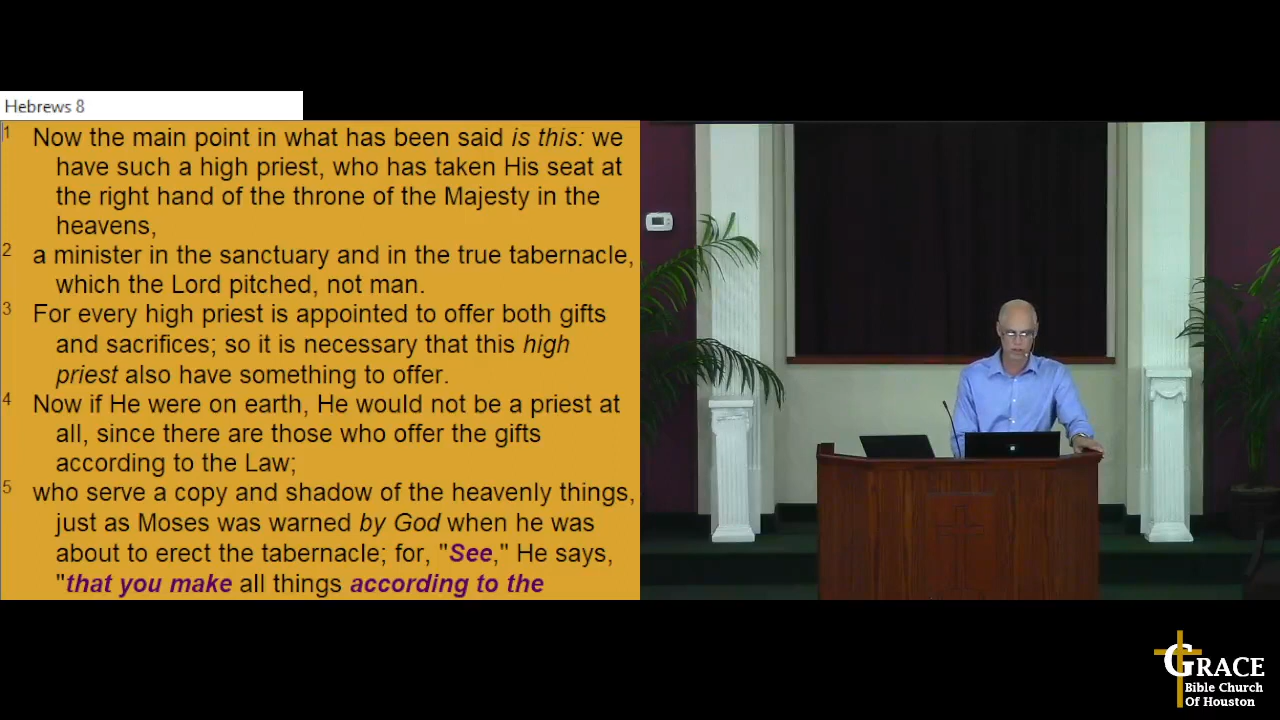 Hebrews 8
1 Now the main point in what has been said is this: we
have such a high priest, who has taken His seat at
the right hand of the throne of the Majesty in the
heavens,
2 a minister in the sanctuary and in the true tabernacle,
which the Lord pitched, not man.
3 For every high priest is appointed to offer both gifts
and sacrifices; so it is necessary that this high
priest also have something to offer.
4 Now if He were on earth, He would not be a priest at
all, since there are those who offer the gifts
according to the Law;
5 who serve a copy and shadow of the heavenly things,
just as Moses was warned by God when he was
about to erect the tabernacle; for, "See," He says,
"that you make all things according to the
GRACE
Bible Church
Of Houston